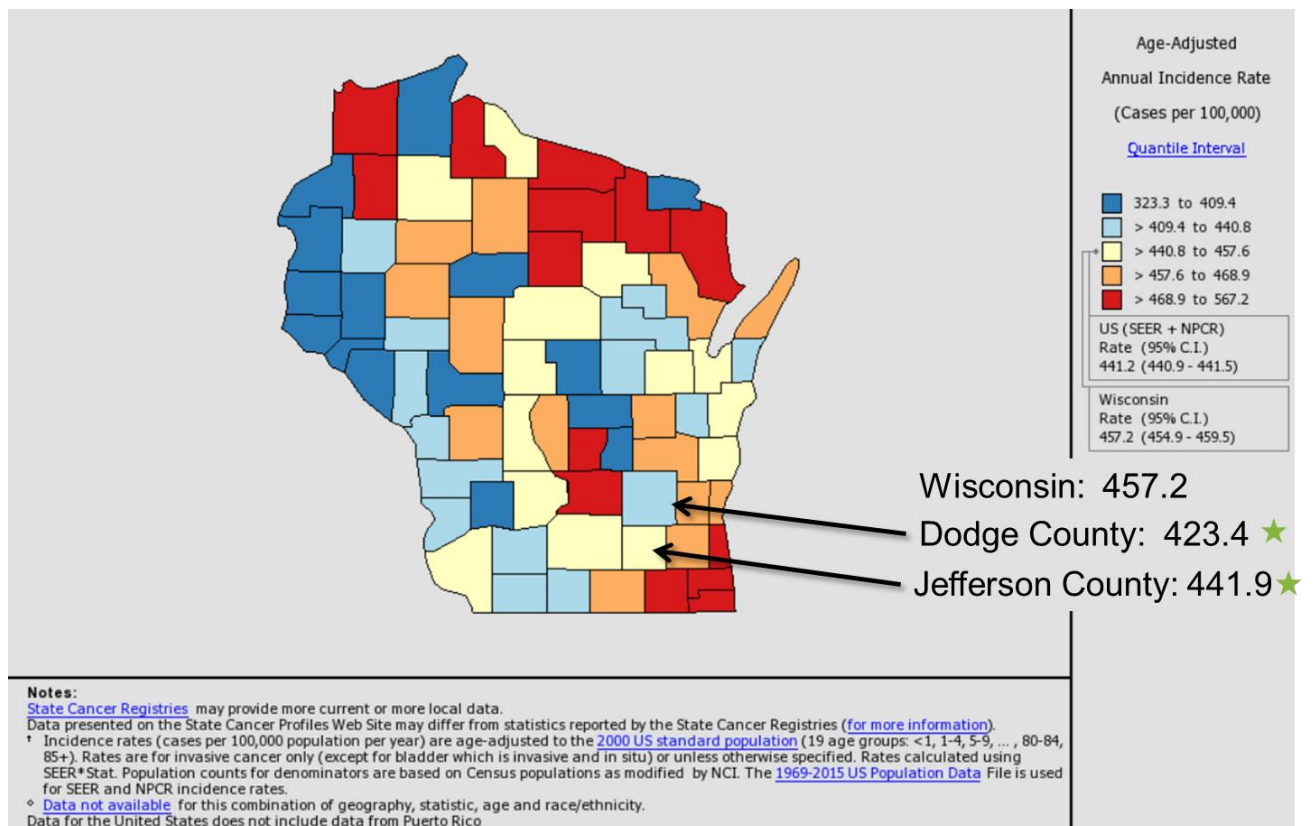 Age-Adjusted
Annual Incidence Rate
(Cases per 100,000)
Quantile Interval
323.3 to 409.4
> 409.4 to 440.8
> 440.8 to 457.6
> 457.6 to 468.9
> 468.9 to 567.2
US (SEER + NPCR)
Rate (95% C.I.)
441.2 (440.9 - 441.5)
Wisconsin
Rate (95% C.I.)
457.2 (454.9 - 459.5)
Wisconsin: 457.2
Dodge County: 423.4
Jefferson County: 441.9
Notes:
State Cancer Registries may provide more current or more local data.
Data presented on the State Cancer Profiles Web Site may differ from statistics reported by the State Cancer Registries (for more information).
† Incidence rates (cases per 100,000 population per year) are age-adjusted to the 2000 US standard population (19 age groups: <1, 1-4, 5-9, ... , 80-84,
85+). Rates are for invasive cancer only (except for bladder which is invasive and in situ) or unless otherwise specified. Rates calculated using
SEER*Stat. Population counts for denominators are based on Census populations as modified by NCI. The 1969-2015 US Population Data File is used
for SEER and NPCR incidence rates.
◇ Data not available for this combination of geography, statistic, age and race/ethnicity.
Data for the United States does not include data from Puerto Rico